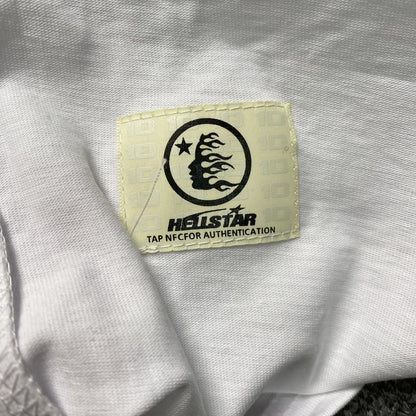 HELLSTAR
TAP NFCFOR AUTHENTICATION